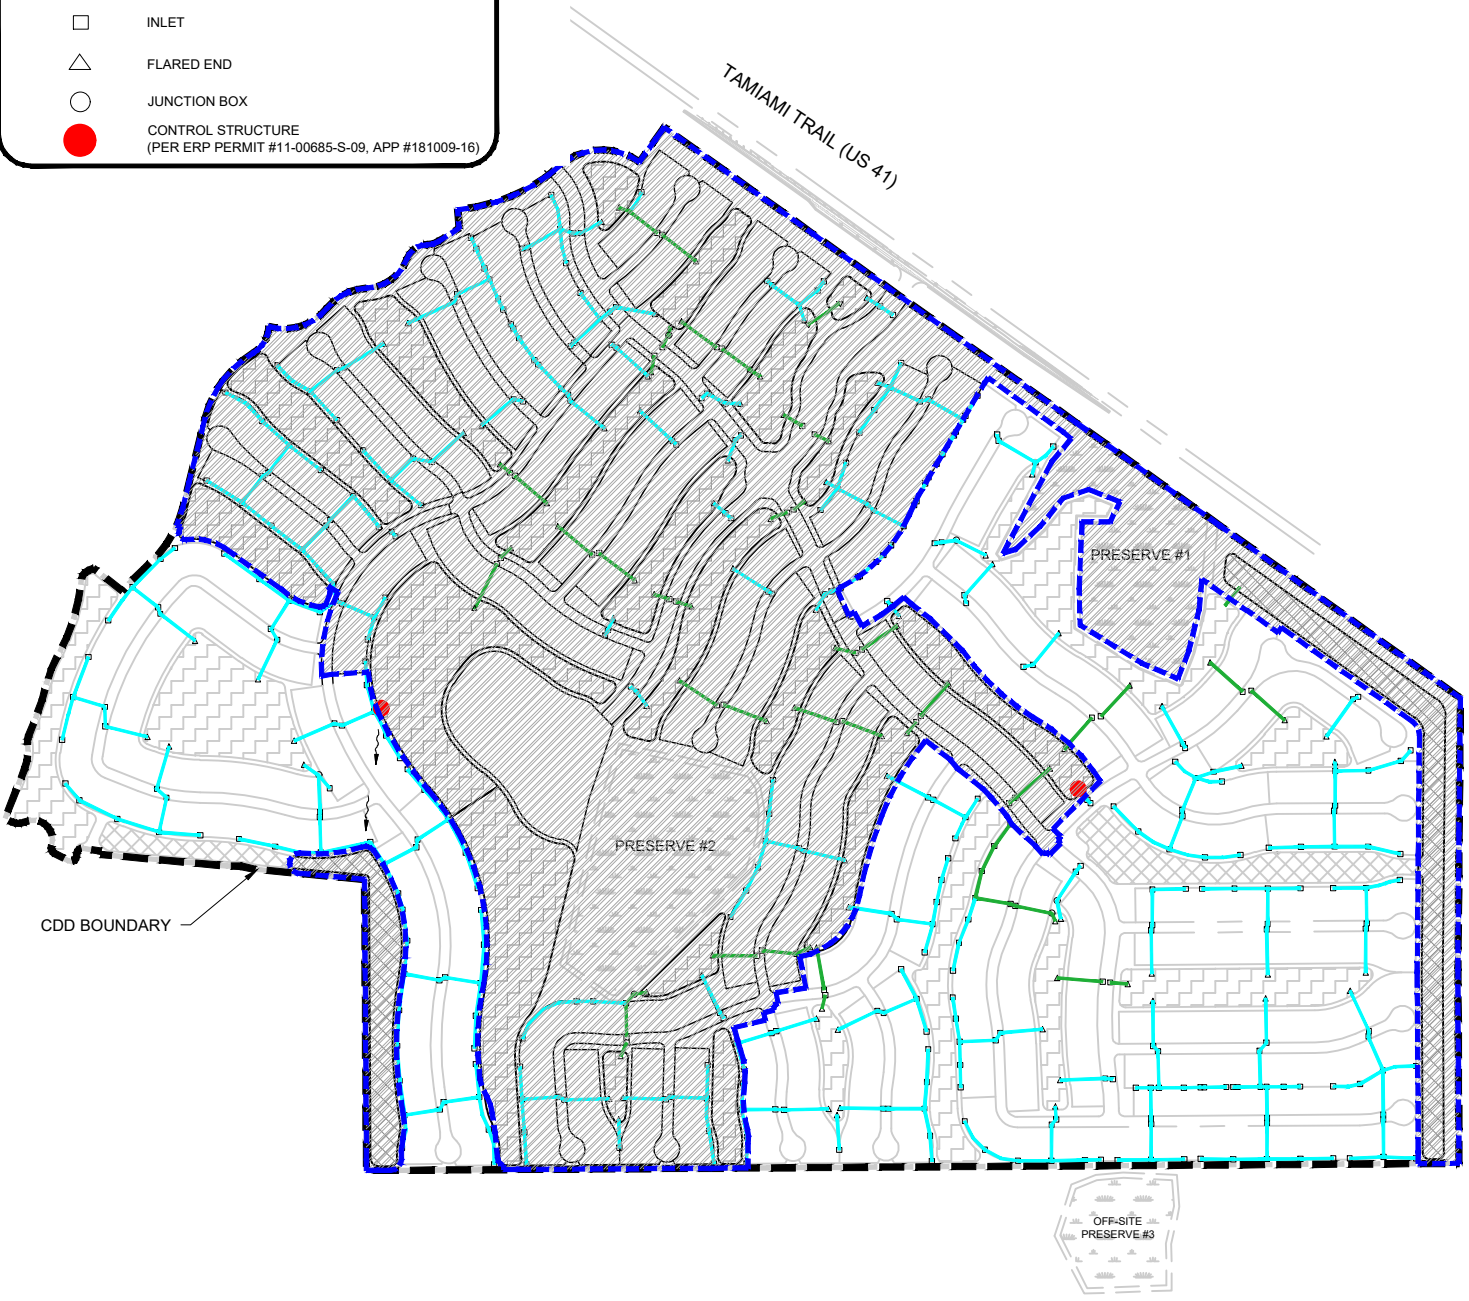 INLET
FLARED END
JUNCTION BOX
CONTROL STRUCTURE
(PER ERP PERMIT #11-00685-S-09, APP #181009-16)
TAMIAMI TRAIL (US 41)
PRESERVE #1
PRESERVE #2
CDD BOUNDARY
OFF-SITE
PRESERVE #3